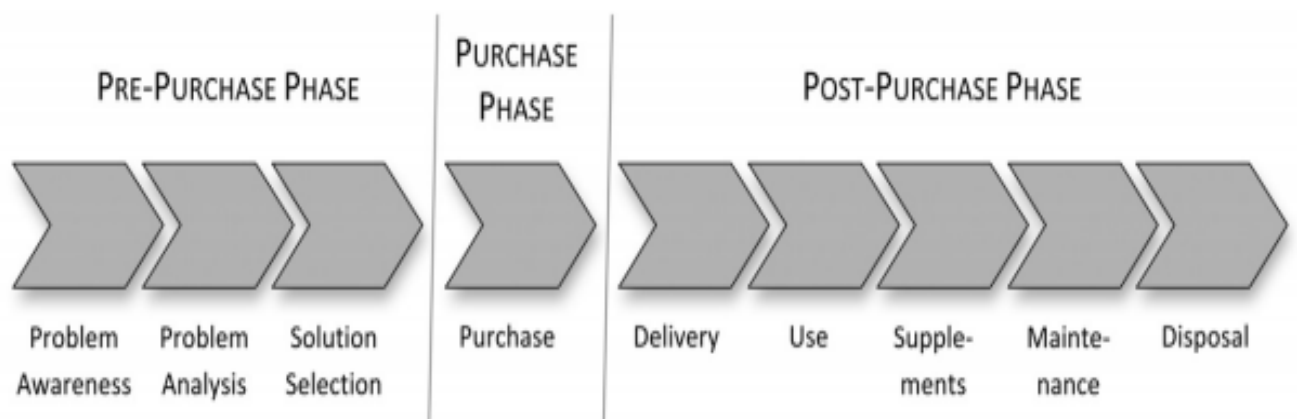 PRE-PURCHASE PHASE
PURCHASE
PHASE
POST-PURCHASE PHASE
Problem
Awareness
Problem
Analysis
Solution
Selection
Purchase
Delivery
Use
Supple-
ments
Mainte-
nance
Disposal